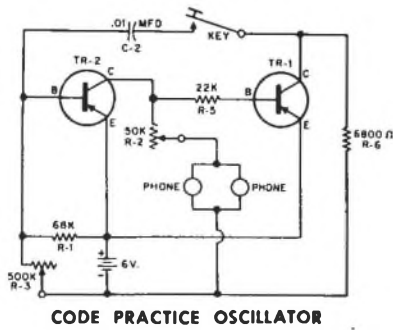 .01 MFD
C-2
KEY
TR-2
TR-1
C
C
B
22K
B
R-5
E
50K
R-2
E
6800 Ω
R-6
PHONE
PHONE
68K
R-1
+
6V.
-
500K
R-3
CODE PRACTICE OSCILLATOR